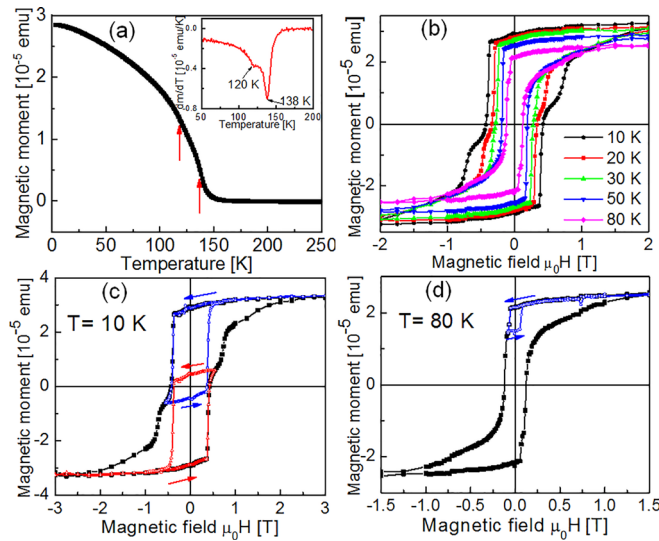 (a)
Magnetic moment [10⁻⁵ emu]
3
2
1
0
0 50 100 150 200 250
Temperature [K]
dm/dT [10⁻⁵ emu/K]
0.0
-0.4
-0.8
50 100 150 200
Temperature [K]
120 K
138 K
(b)
Magnetic moment [10⁻⁵ emu]
2
0
-2
-2 -1 0 1 2
Magnetic field μ₀H [T]
10 K
20 K
30 K
50 K
80 K
(c)
T= 10 K
Magnetic moment [10⁻⁵ emu]
4
2
0
-2
-4
-3 -2 -1 0 1 2 3
Magnetic field μ₀H [T]
(d)
T= 80 K
Magnetic moment [10⁻⁵ emu]
2
0
-2
-1.5 -1.0 -0.5 0.0 0.5 1.0 1.5
Magnetic field μ₀H [T]